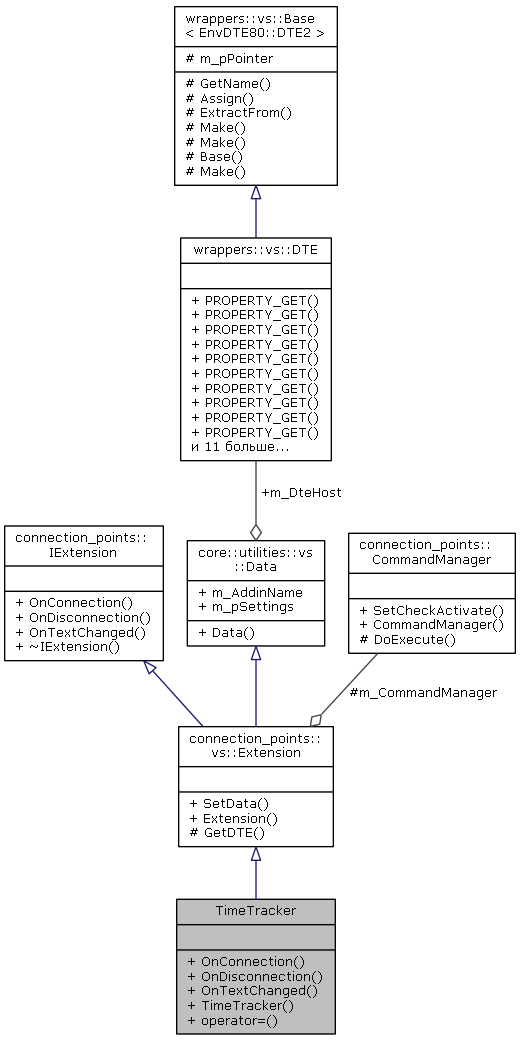 wrappers::vs::Base
< EnvDTE80::DTE2 >
# m_pPointer
# GetName()
# Assign()
# ExtractFrom()
# Make()
# Make()
# Base()
# Make()
wrappers::vs::DTE
+ PROPERTY_GET()
+ PROPERTY_GET()
+ PROPERTY_GET()
+ PROPERTY_GET()
+ PROPERTY_GET()
+ PROPERTY_GET()
+ PROPERTY_GET()
+ PROPERTY_GET()
+ PROPERTY_GET()
+ PROPERTY_GET()
и 11 больше...
+m_DteHost
connection_points::
IExtension
+ OnConnection()
+ OnDisconnection()
+ OnTextChanged()
+ ~IExtension()
core::utilities::vs
::Data
+ m_AddinName
+ m_pSettings
+ Data()
connection_points::
CommandManager
+ SetCheckActivate()
+ CommandManager()
# DoExecute()
#m_CommandManager
connection_points::
vs::Extension
+ SetData()
+ Extension()
# GetDTE()
TimeTracker
+ OnConnection()
+ OnDisconnection()
+ OnTextChanged()
+ TimeTracker()
+ operator=()